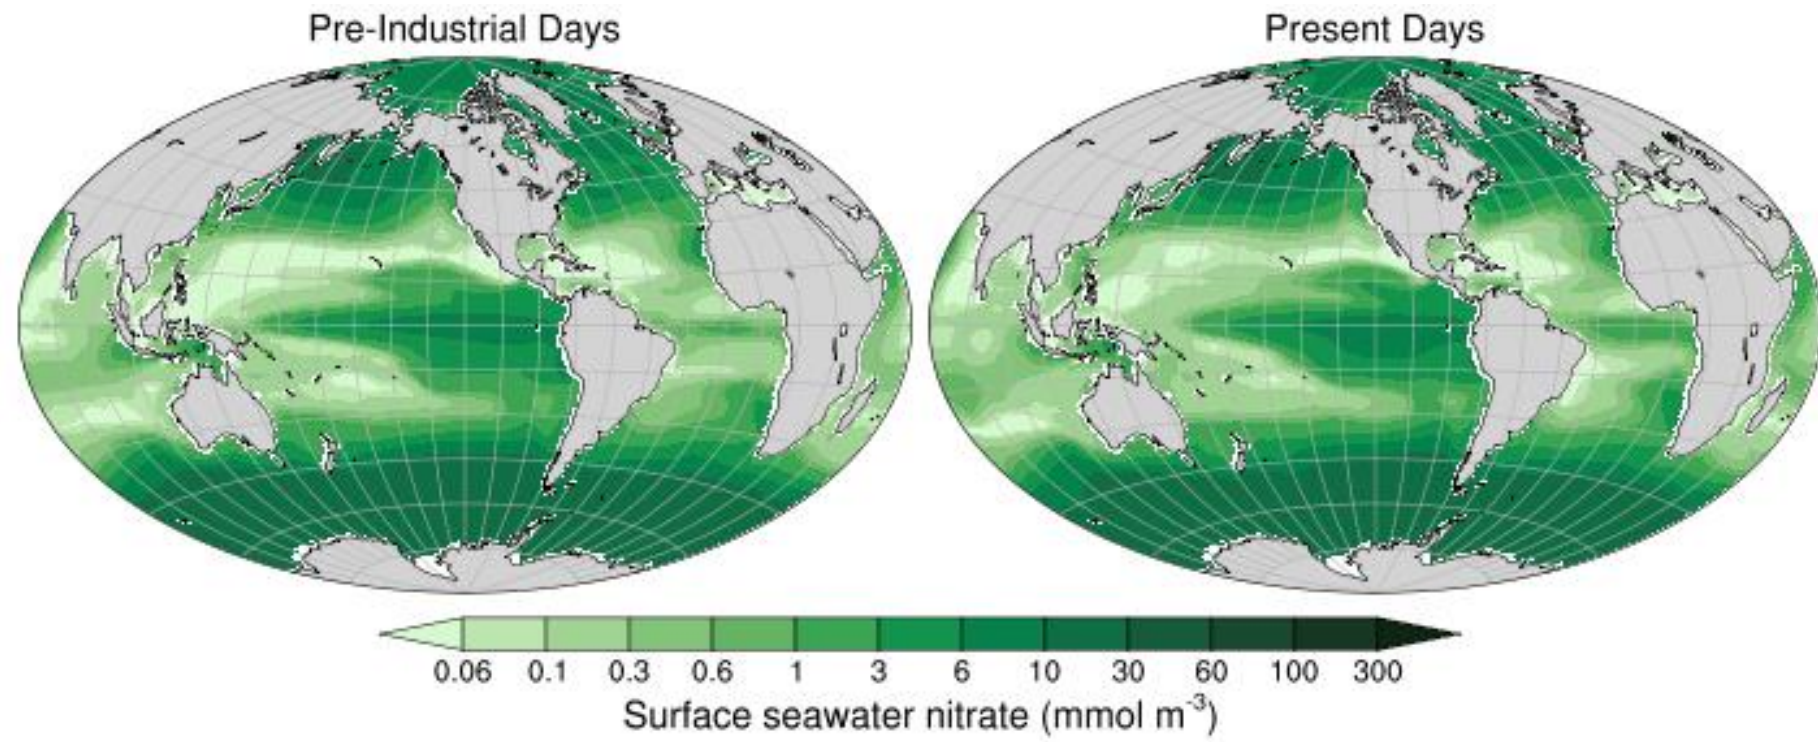 Pre-Industrial Days
Present Days
0.06 0.1 0.3 0.6 1 3 6 10 30 60 100 300
Surface seawater nitrate (mmol m⁻³)